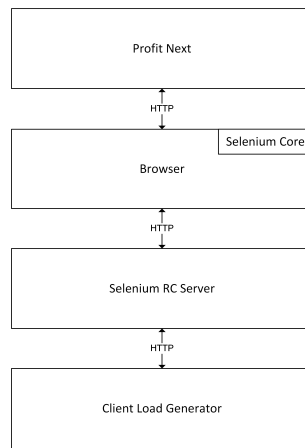 Profit Next
HTTP
Selenium Core
Browser
HTTP
Selenium RC Server
HTTP
Client Load Generator